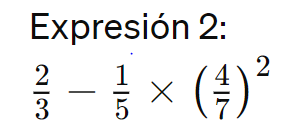 Expresión 2:
2/3 − 1/5 × (4/7)²